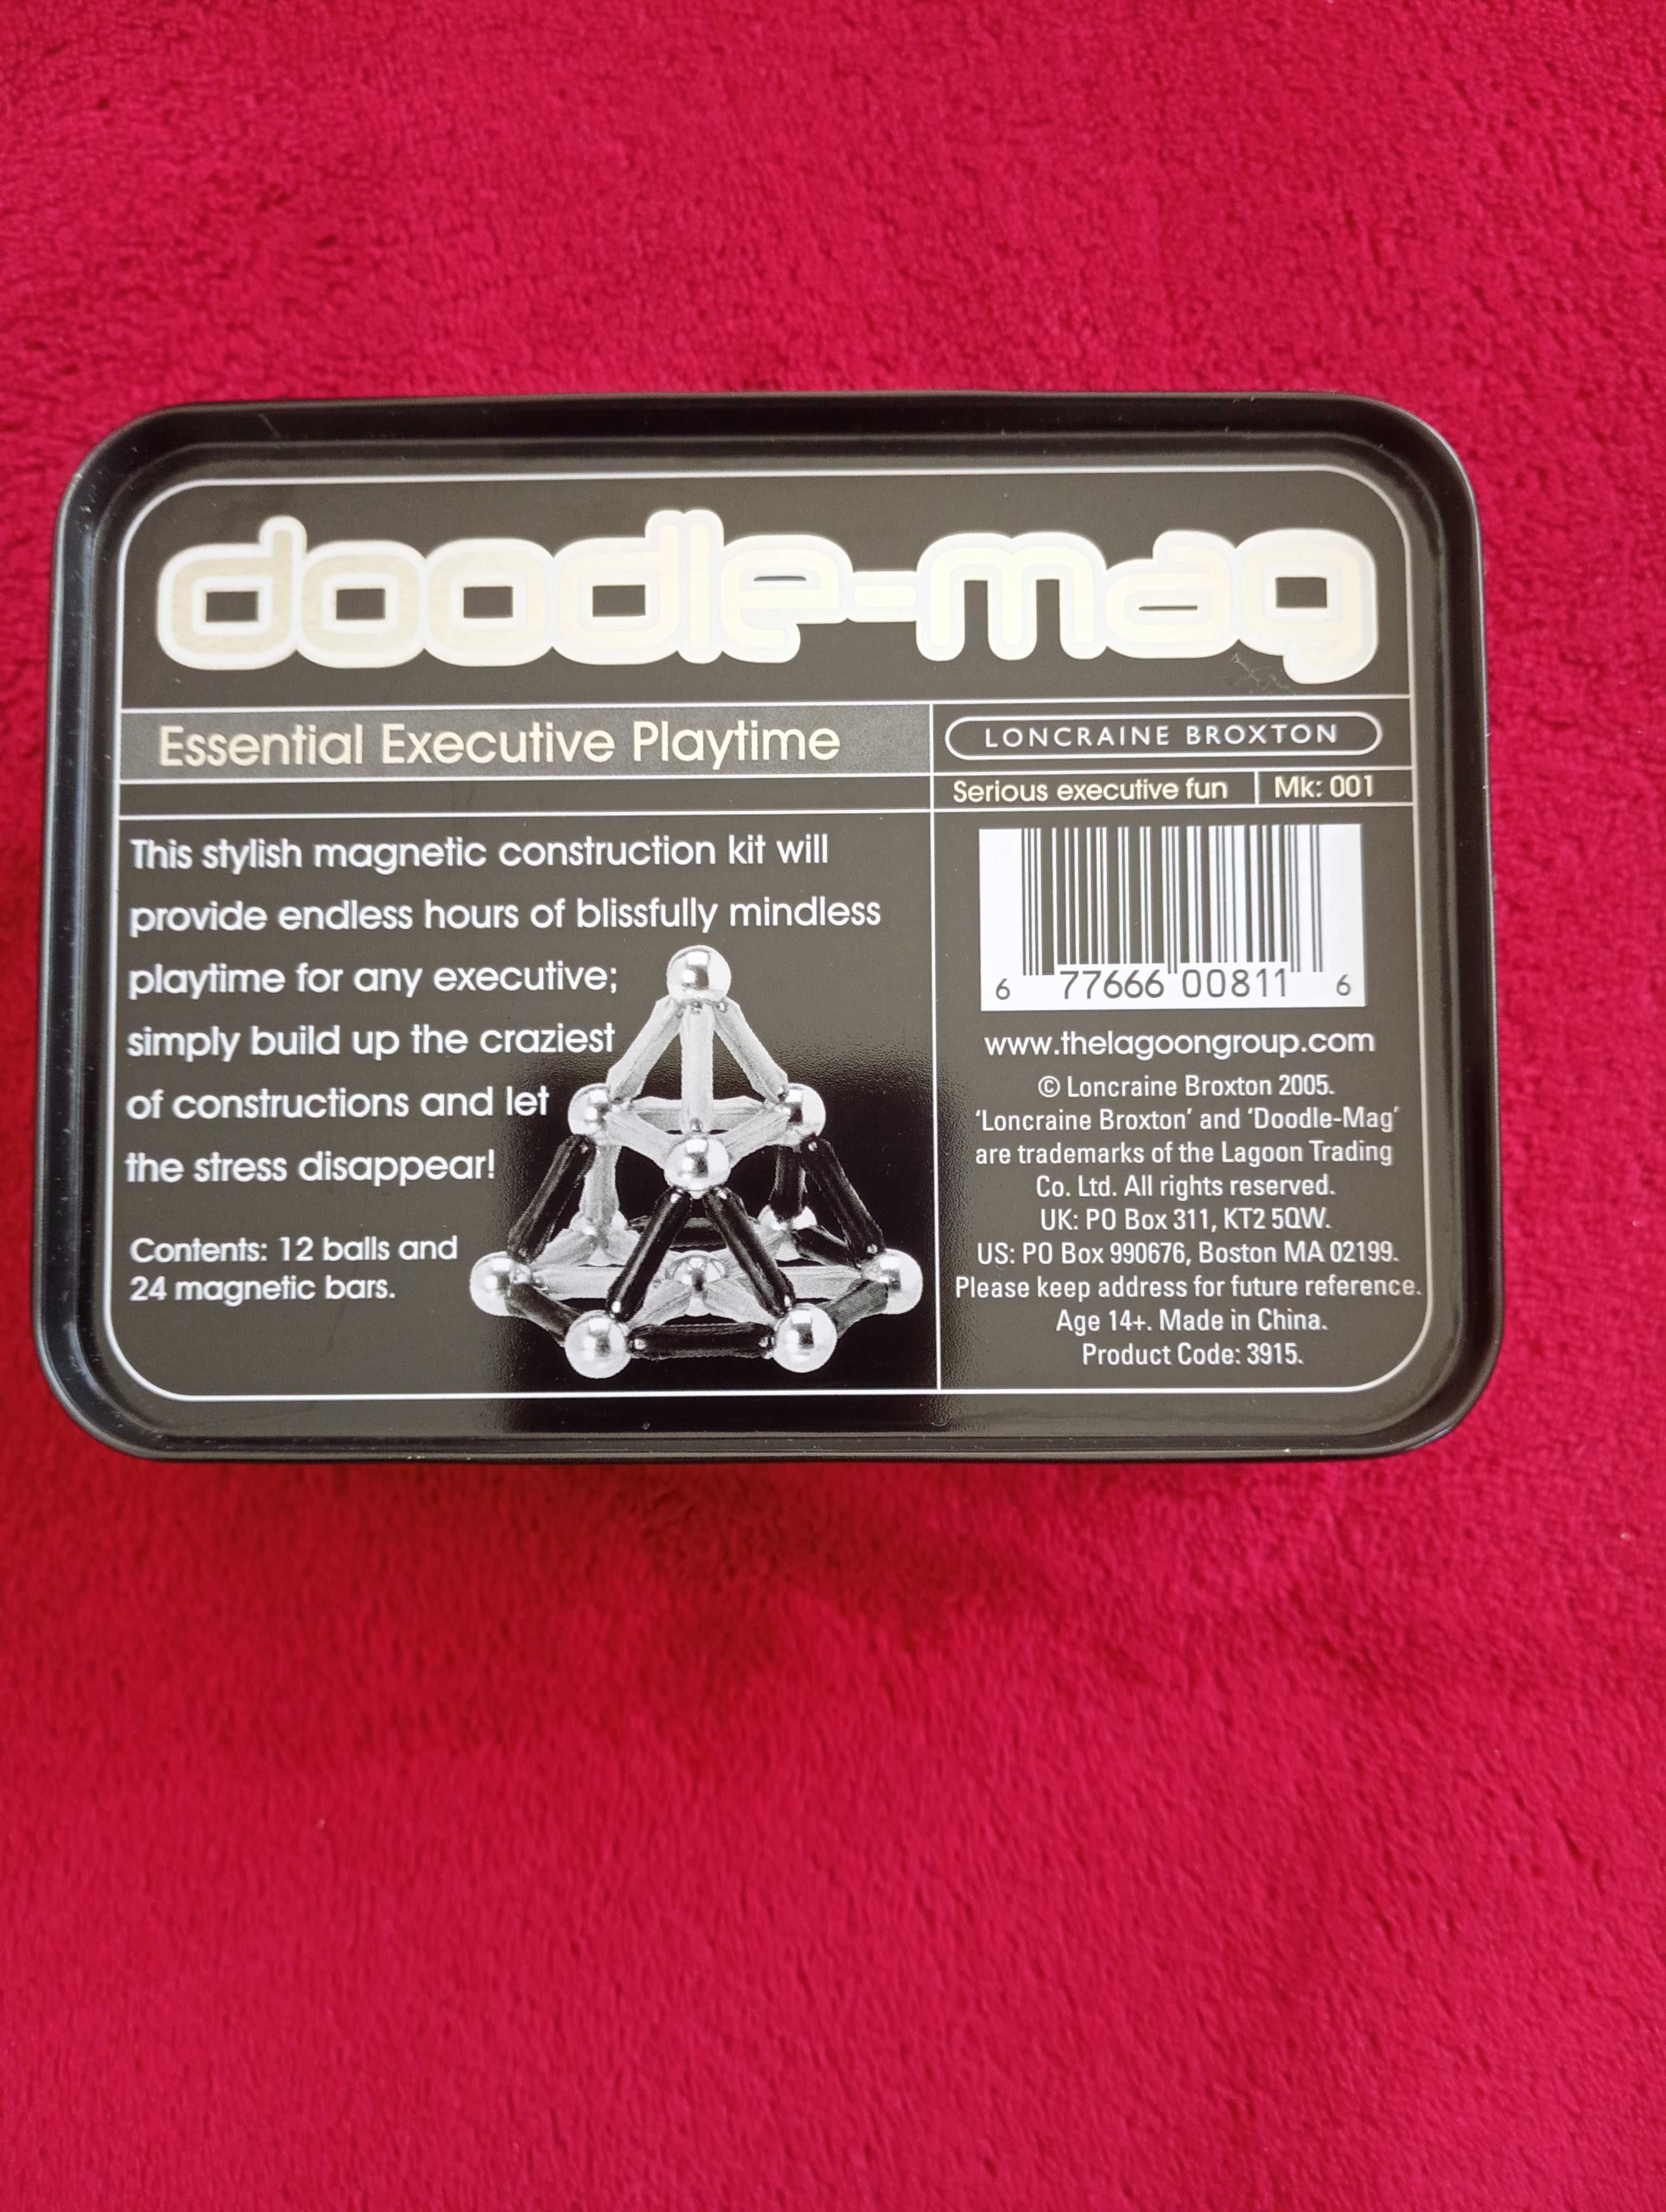 doodle-mag
Essential Executive Playtime
LONCRAINE BROXTON
Serious executive fun
Mk: 001
This stylish magnetic construction kit will
provide endless hours of blissfully mindless
playtime for any executive;
simply build up the craziest
of constructions and let
the stress disappear!
Contents: 12 balls and
24 magnetic bars.
6 77666 00811 6
www.thelagoongroup.com
© Loncraine Broxton 2005.
'Loncraine Broxton' and 'Doodle-Mag'
are trademarks of the Lagoon Trading
Co. Ltd. All rights reserved.
UK: PO Box 311, KT2 5QW.
US: PO Box 990676, Boston MA 02199.
Please keep address for future reference.
Age 14+. Made in China.
Product Code: 3915.